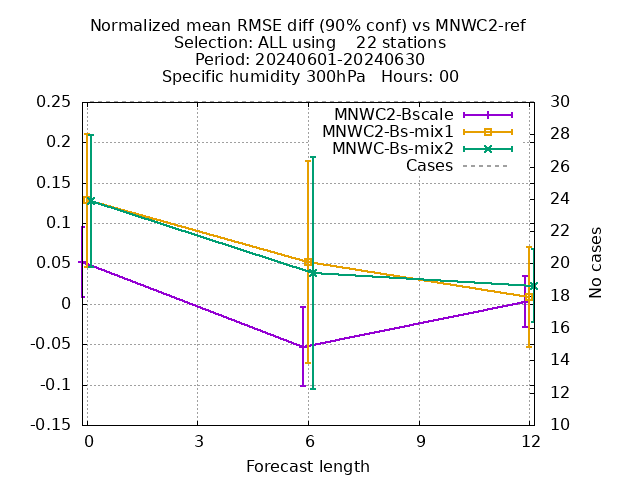 Normalized mean RMSE diff (90% conf) vs MNWC2-ref
Selection: ALL using    22 stations
Period: 20240601-20240630
Specific humidity 300hPa   Hours: 00
MNWC2-Bscale
MNWC2-Bs-mix1
MNWC-Bs-mix2
Cases
0.25
0.2
0.15
0.1
0.05
0
-0.05
-0.1
-0.15
30
28
26
24
22
20
18
16
14
12
10
No cases
0 3 6 9 12
Forecast length